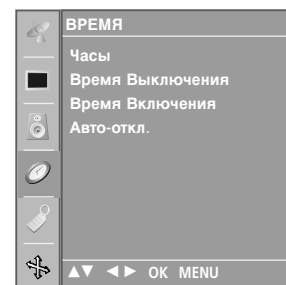 ВРЕМЯ
Часы
Время Выключения
Время Включения
Авто-откл.
▲▼ ◄► OK MENU